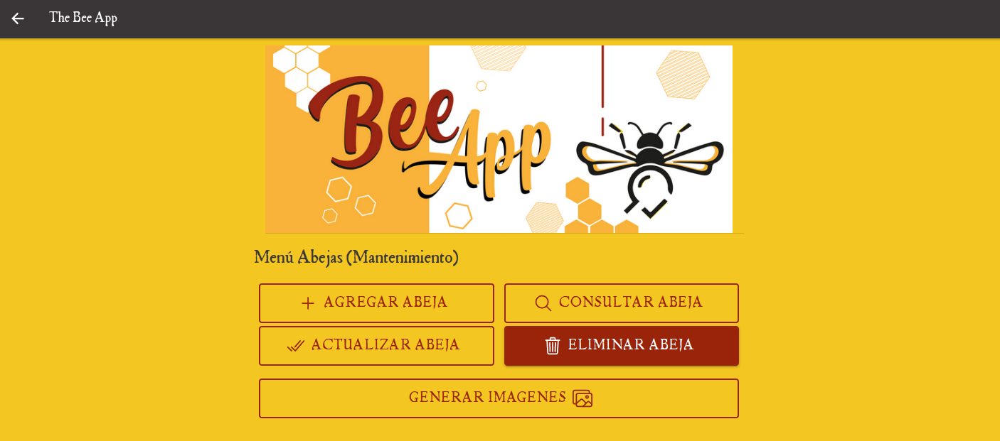 The Bee App
Bee
App
Menú Abejas (Mantenimiento)
AGREGAR ABEJA
CONSULTAR ABEJA
ACTUALIZAR ABEJA
ELIMINAR ABEJA
GENERAR IMAGENES